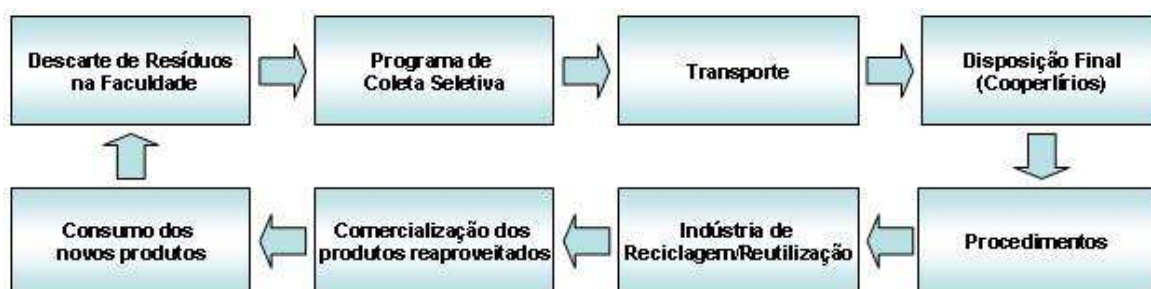 Descarte de Resíduos
na Faculdade
Programa de
Coleta Seletiva
Transporte
Disposição Final
(Cooperlírios)
Procedimentos
Indústria de
Reciclagem/Reutilização
Comercialização dos
produtos reaproveitados
Consumo dos
novos produtos